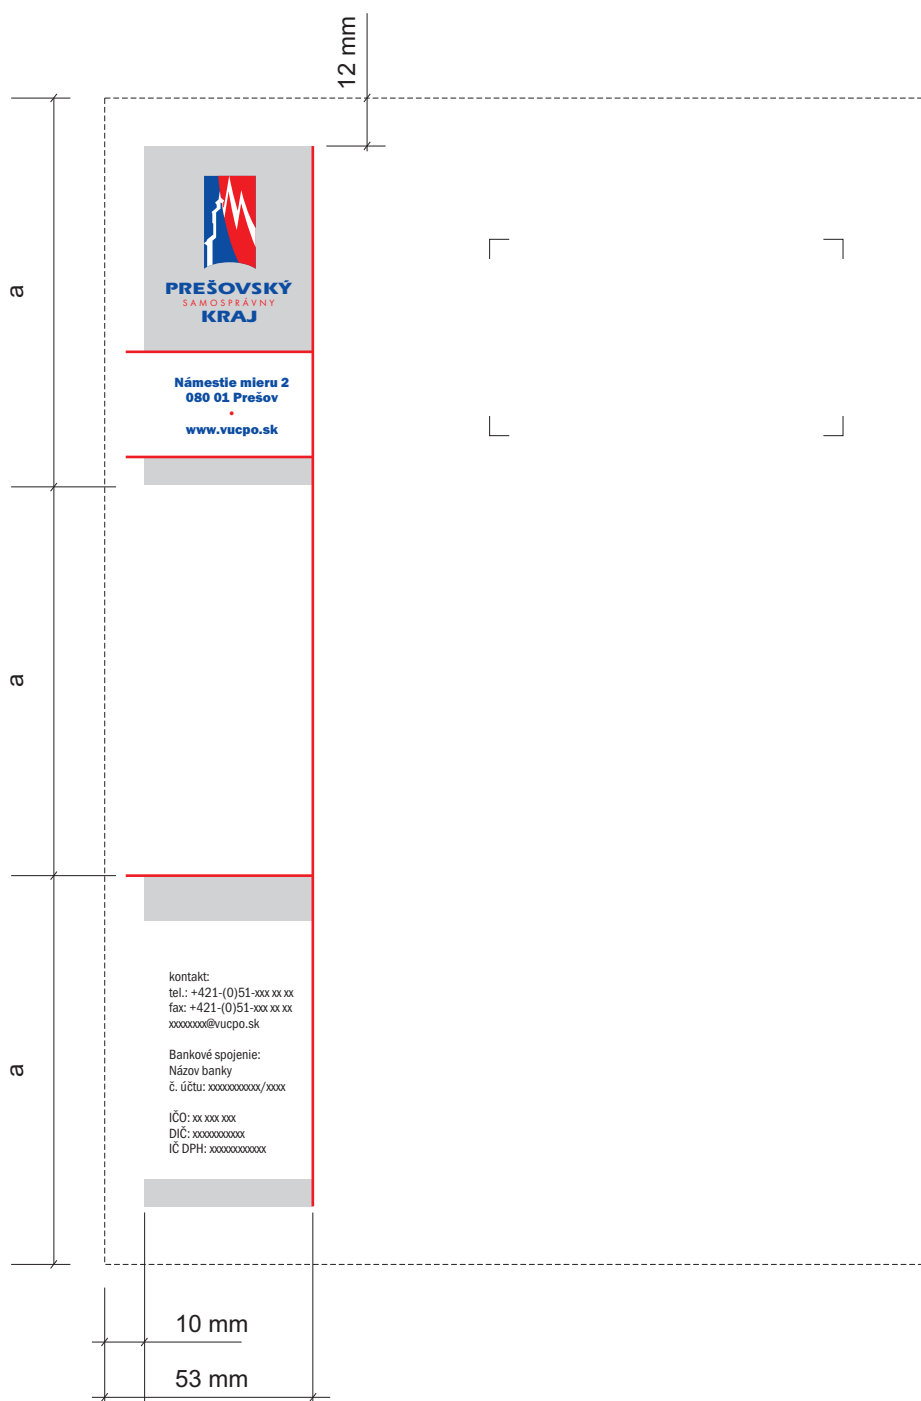 12 mm
a
PREŠOVSKÝ
SAMOSPRÁVNY
KRAJ
Námestie mieru 2
080 01 Prešov
•
www.vucpo.sk
a
a
kontakt:
tel.: +421-(0)51-xxx xx xx
fax: +421-(0)51-xxx xx xx
xxxxxxxx@vucpo.sk
Bankové spojenie:
Názov banky
č. účtu: xxxxxxxxxx/xxxx
IČO: xx xxx xxx
DIČ: xxxxxxxxxx
IČ DPH: xxxxxxxxxxxx
10 mm
53 mm